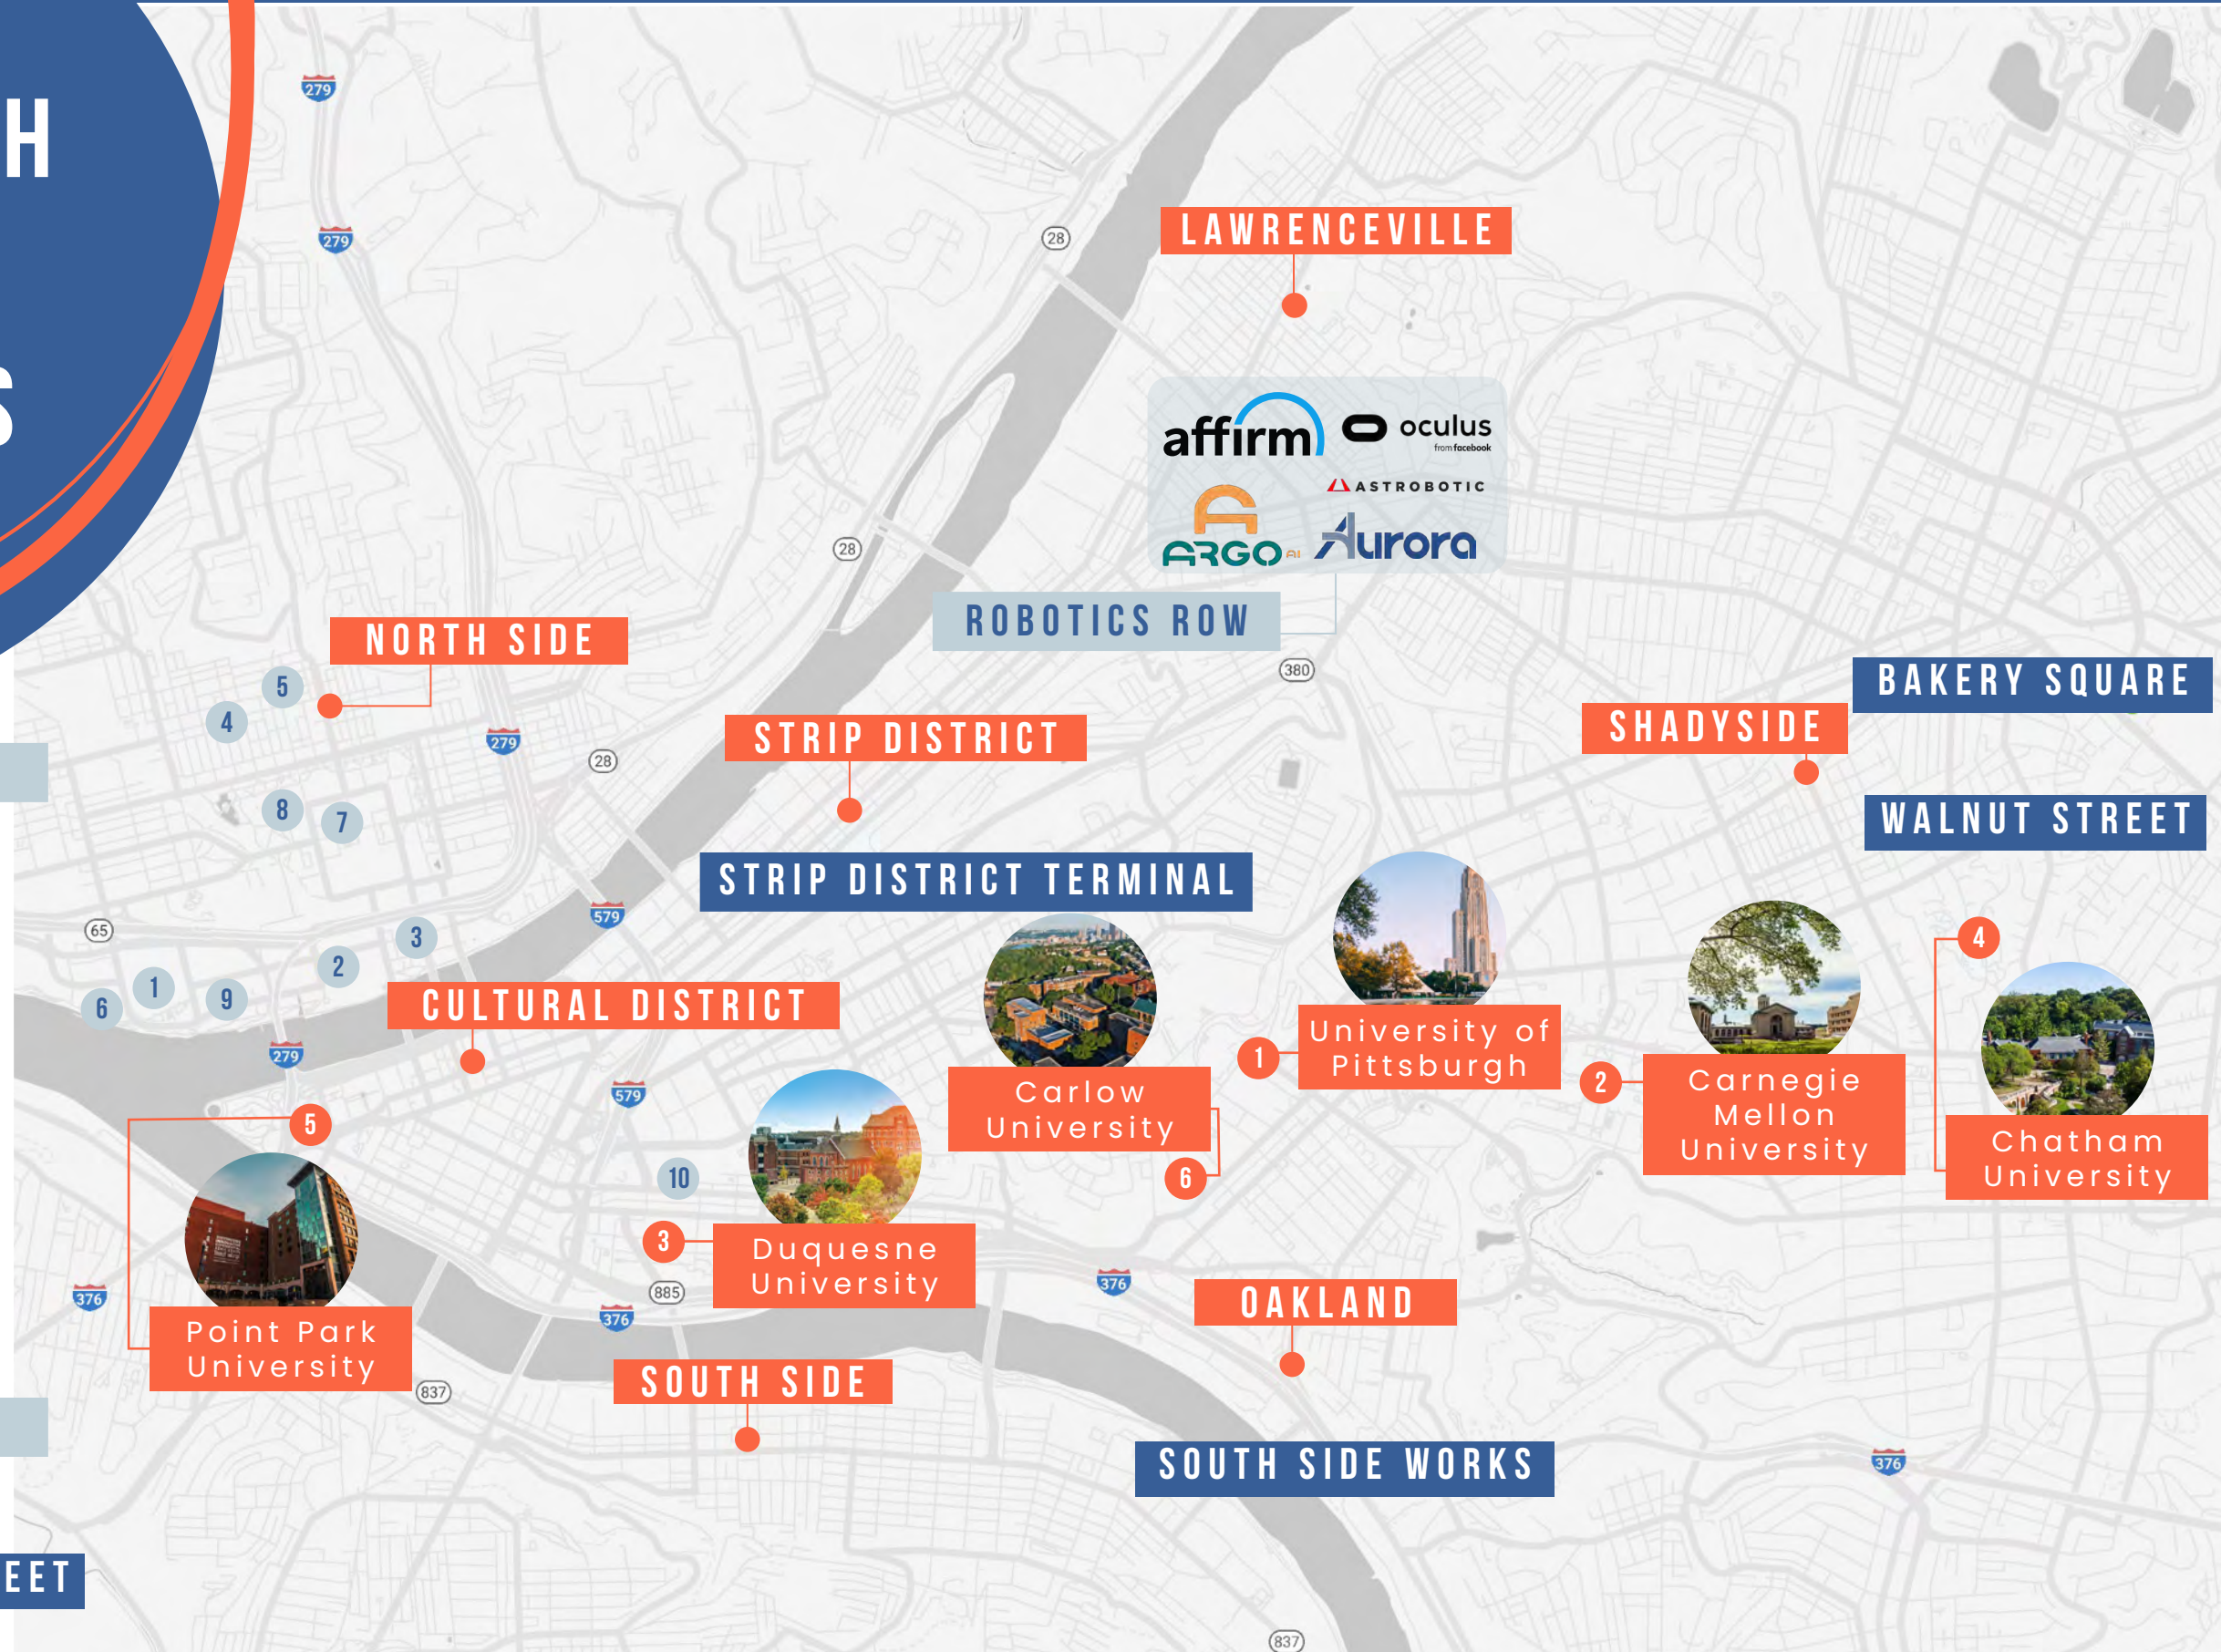 H
S
279
279
28
LAWRENCEVILLE
affirm
oculus
from facebook
ASTROBOTIC
ARGO AI
Aurora
28
ROBOTICS ROW
NORTH SIDE
380
BAKERY SQUARE
5
4
279
28
STRIP DISTRICT
SHADYSIDE
8
7
WALNUT STREET
STRIP DISTRICT TERMINAL
579
65
3
2
1
6
9
4
CULTURAL DISTRICT
279
1
University of
Pittsburgh
2
Carnegie
Mellon
University
Carlow
University
6
579
5
Chatham
University
10
3
Duquesne
University
376
885
376
376
OAKLAND
Point Park
University
837
SOUTH SIDE
SOUTH SIDE WORKS
376
EET
837